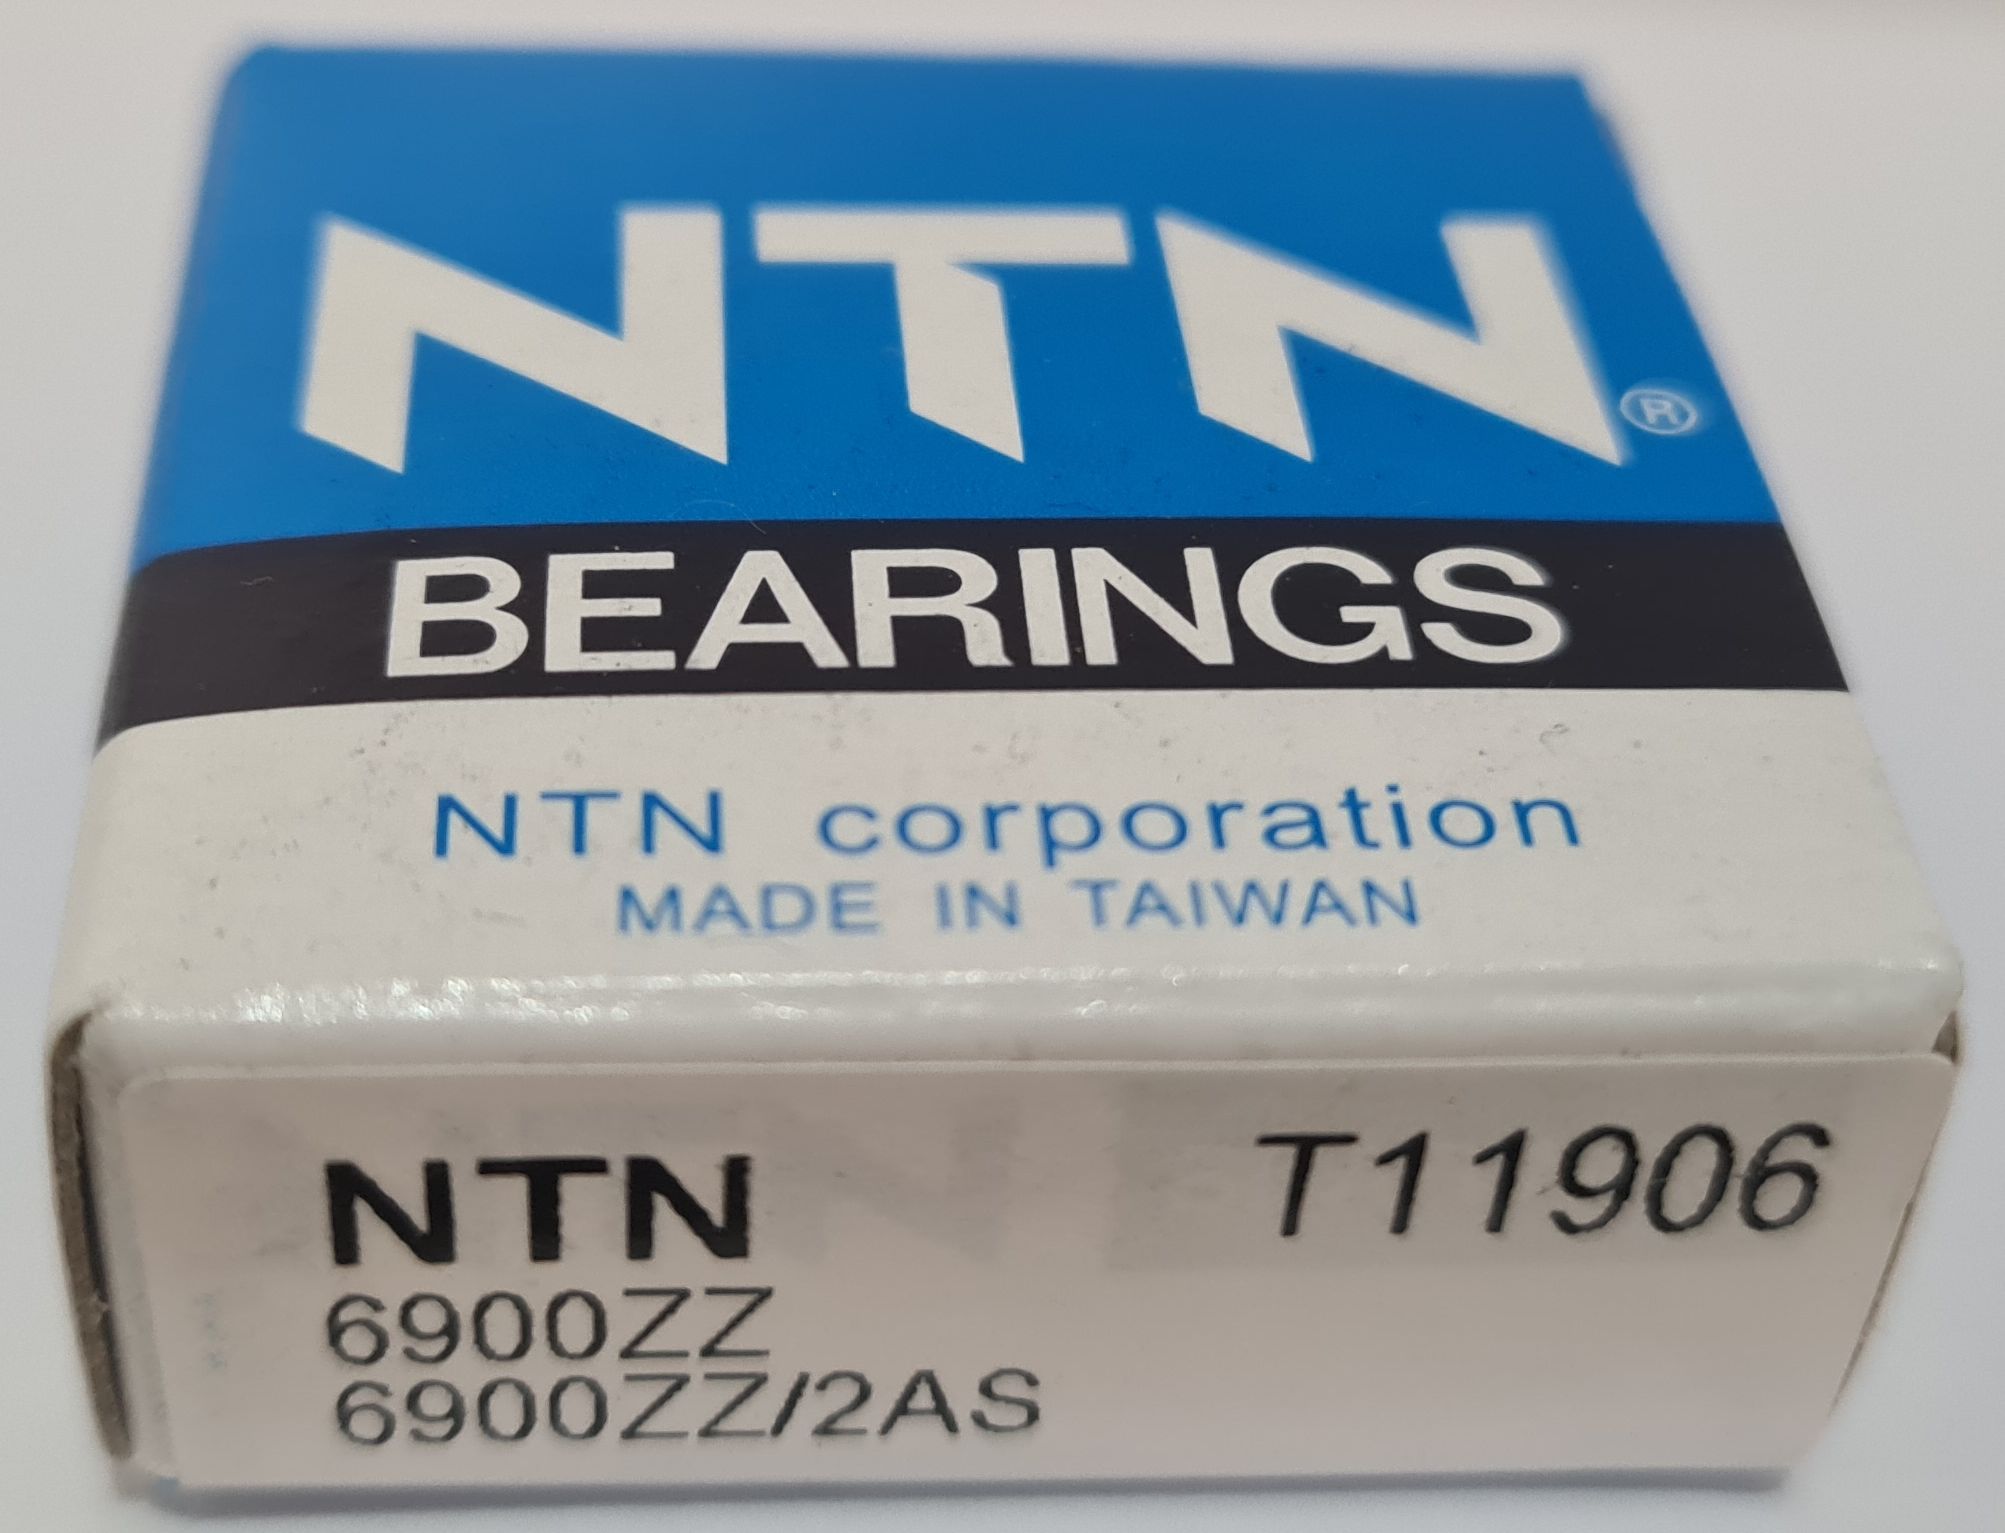 NTN®
BEARINGS
NTN corporation
MADE IN TAIWAN
NTN T11906
6900ZZ
6900ZZ/2AS